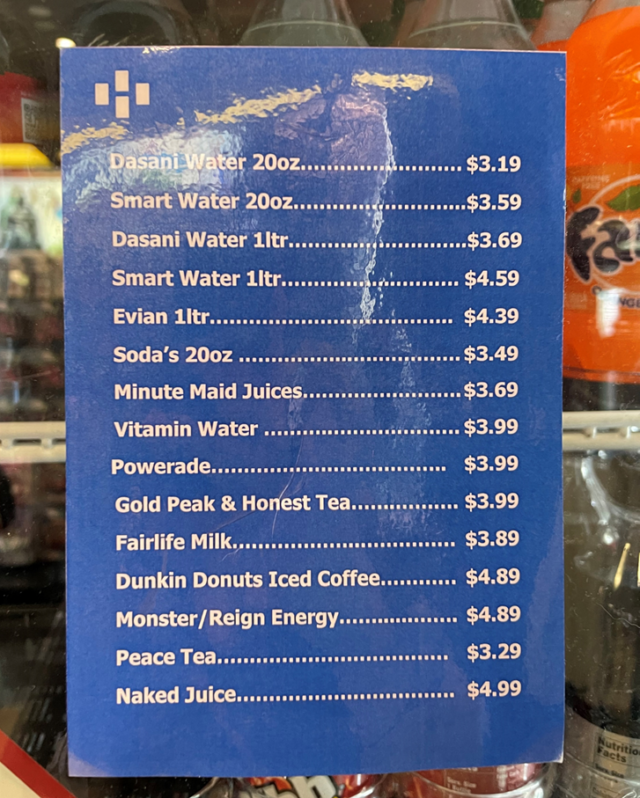 Dasani Water 20oz........................ $3.19
Smart Water 20oz..........................$3.59
Dasani Water 1ltr...........................$3.69
Smart Water 1ltr........................... $4.59
Evian 1ltr..................................... $4.39
Soda's 20oz .................................$3.49
Minute Maid Juices........................$3.69
Vitamin Water ..............................$3.99
Powerade.................................... $3.99
Gold Peak & Honest Tea................ $3.99
Fairlife Milk.................................. $3.89
Dunkin Donuts Iced Coffee........... $4.89
Monster/Reign Energy.................. $4.89
Peace Tea................................... $3.29
Naked Juice................................. $4.99
Nutrition
Facts